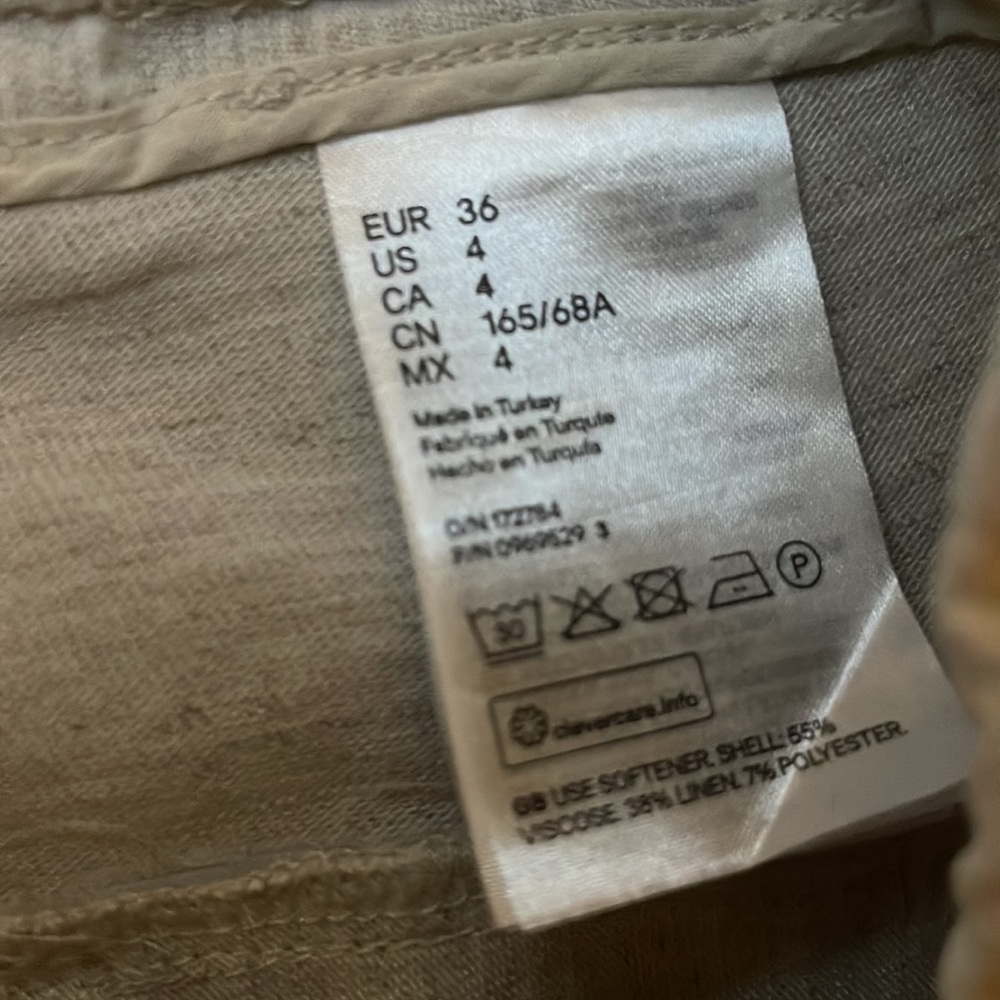 EUR 36
US 4
CA 4
CN 165/68A
MX 4
Made in Turkey
Fabriqué en Turquie
Hecho en Turquía
O/N 172784
P/N 0969529 3
30
P
clevercare.info
GB USE SOFTENER. SHELL: 55%
VISCOSE. 38% LINEN. 7% POLYESTER.